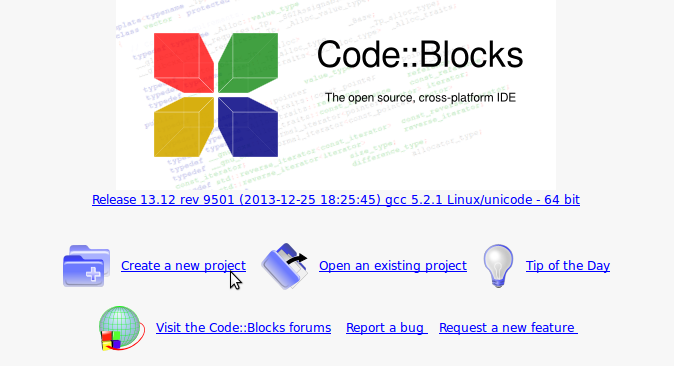 Code::Blocks
The open source, cross-platform IDE
Release 13.12 rev 9501 (2013-12-25 18:25:45) gcc 5.2.1 Linux/unicode - 64 bit
Create a new project Open an existing project Tip of the Day
Visit the Code::Blocks forums Report a bug Request a new feature